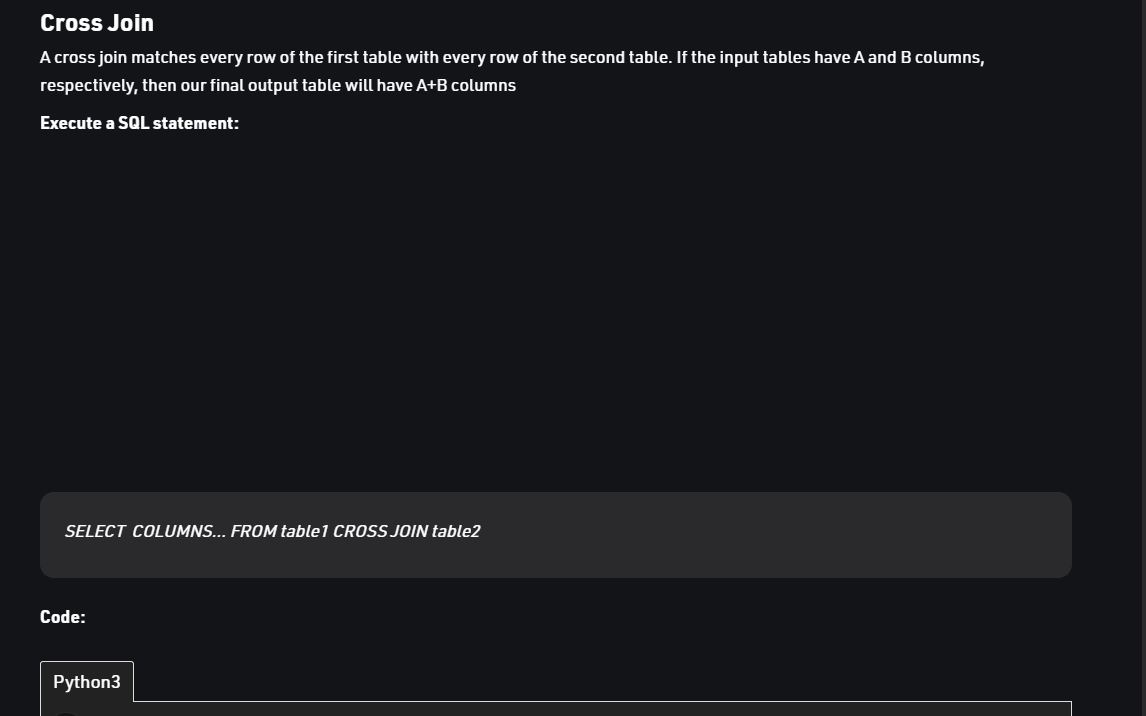 Cross Join
A cross join matches every row of the first table with every row of the second table. If the input tables have A and B columns,
respectively, then our final output table will have A+B columns
Execute a SQL statement:
SELECT  COLUMNS... FROM table1 CROSS JOIN table2
Code:
Python3